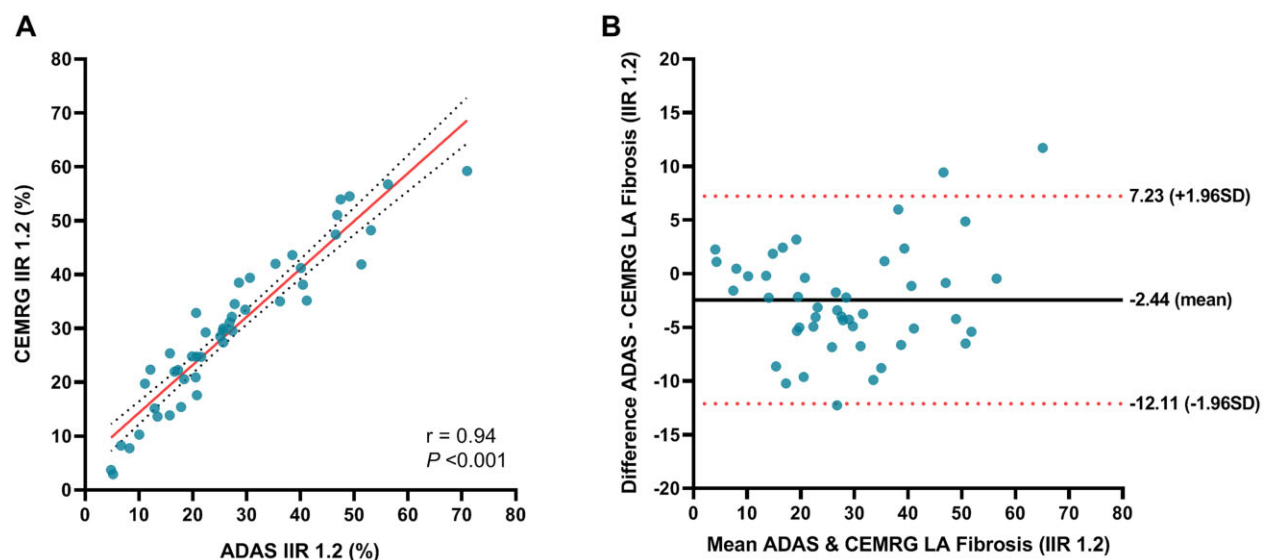 A
80
70
60
50
40
30
20
10
0
CEMRG IIR 1.2 (%)
r = 0.94
P <0.001
0 10 20 30 40 50 60 70 80
ADAS IIR 1.2 (%)
B
20
15
10
5
0
-5
-10
-15
-20
Difference ADAS - CEMRG LA Fibrosis (IIR 1.2)
7.23 (+1.96SD)
-2.44 (mean)
-12.11 (-1.96SD)
0 10 20 30 40 50 60 70 80
Mean ADAS & CEMRG LA Fibrosis (IIR 1.2)